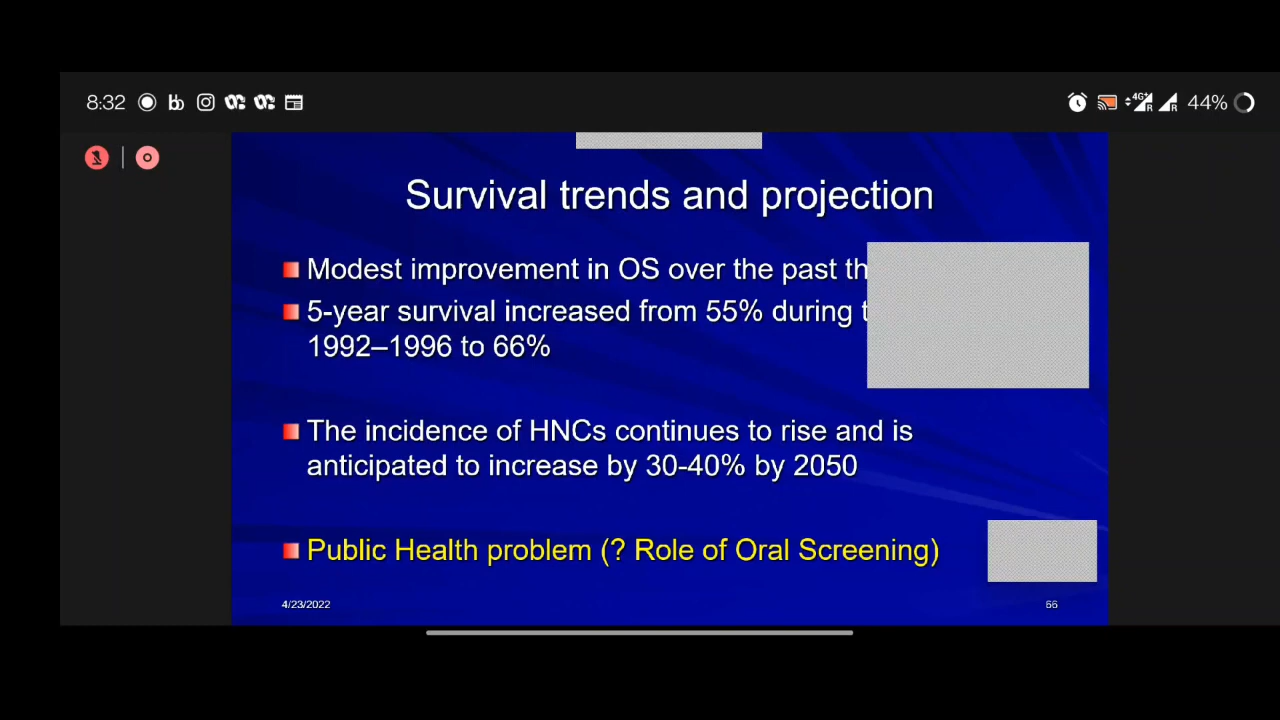 8:32
4G+
R
R
44%
Survival trends and projection
Modest improvement in OS over the past
5-year survival increased from 55% during
1992–1996 to 66%
The incidence of HNCs continues to rise and is
anticipated to increase by 30-40% by 2050
Public Health problem (? Role of Oral Screening)
4/23/2022
66